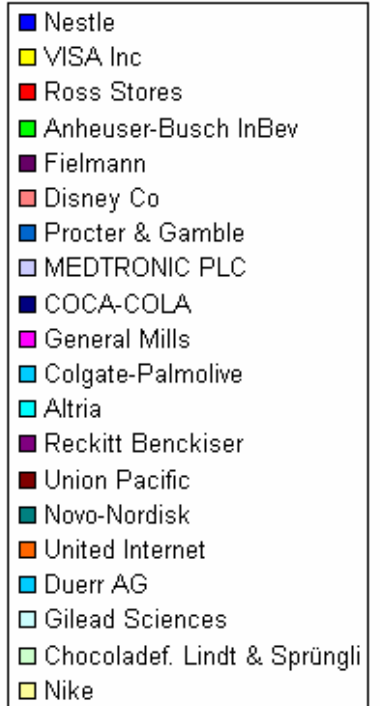 Nestle
VISA Inc
Ross Stores
Anheuser-Busch InBev
Fielmann
Disney Co
Procter & Gamble
MEDTRONIC PLC
COCA-COLA
General Mills
Colgate-Palmolive
Altria
Reckitt Benckiser
Union Pacific
Novo-Nordisk
United Internet
Duerr AG
Gilead Sciences
Chocoladef. Lindt & Sprüngli
Nike